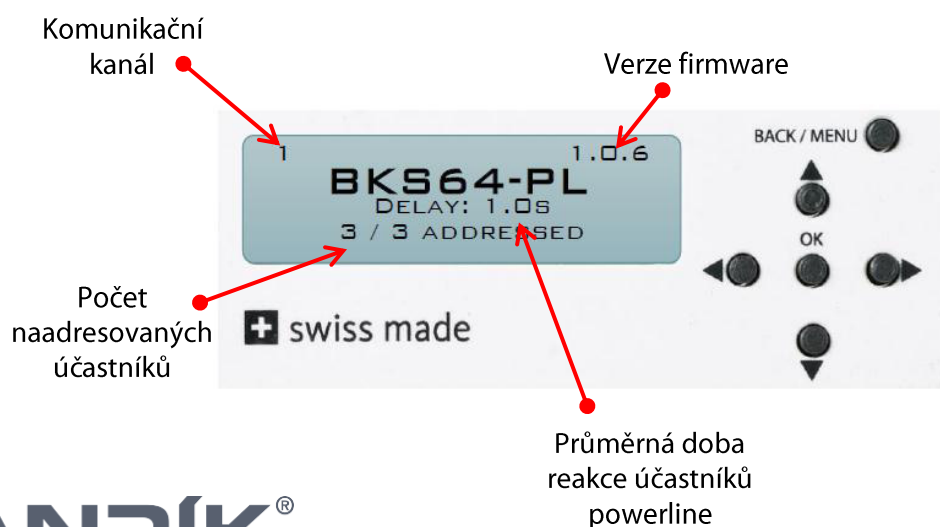 Komunikační
kanál
Verze firmware
BACK / MENU
1
1.0.6
BKS64-PL
DELAY: 1.0S
3 / 3 ADDRESSED
OK
Počet
naadresovaných
účastníků
swiss made
Průměrná doba
reakce účastníků
powerline
®